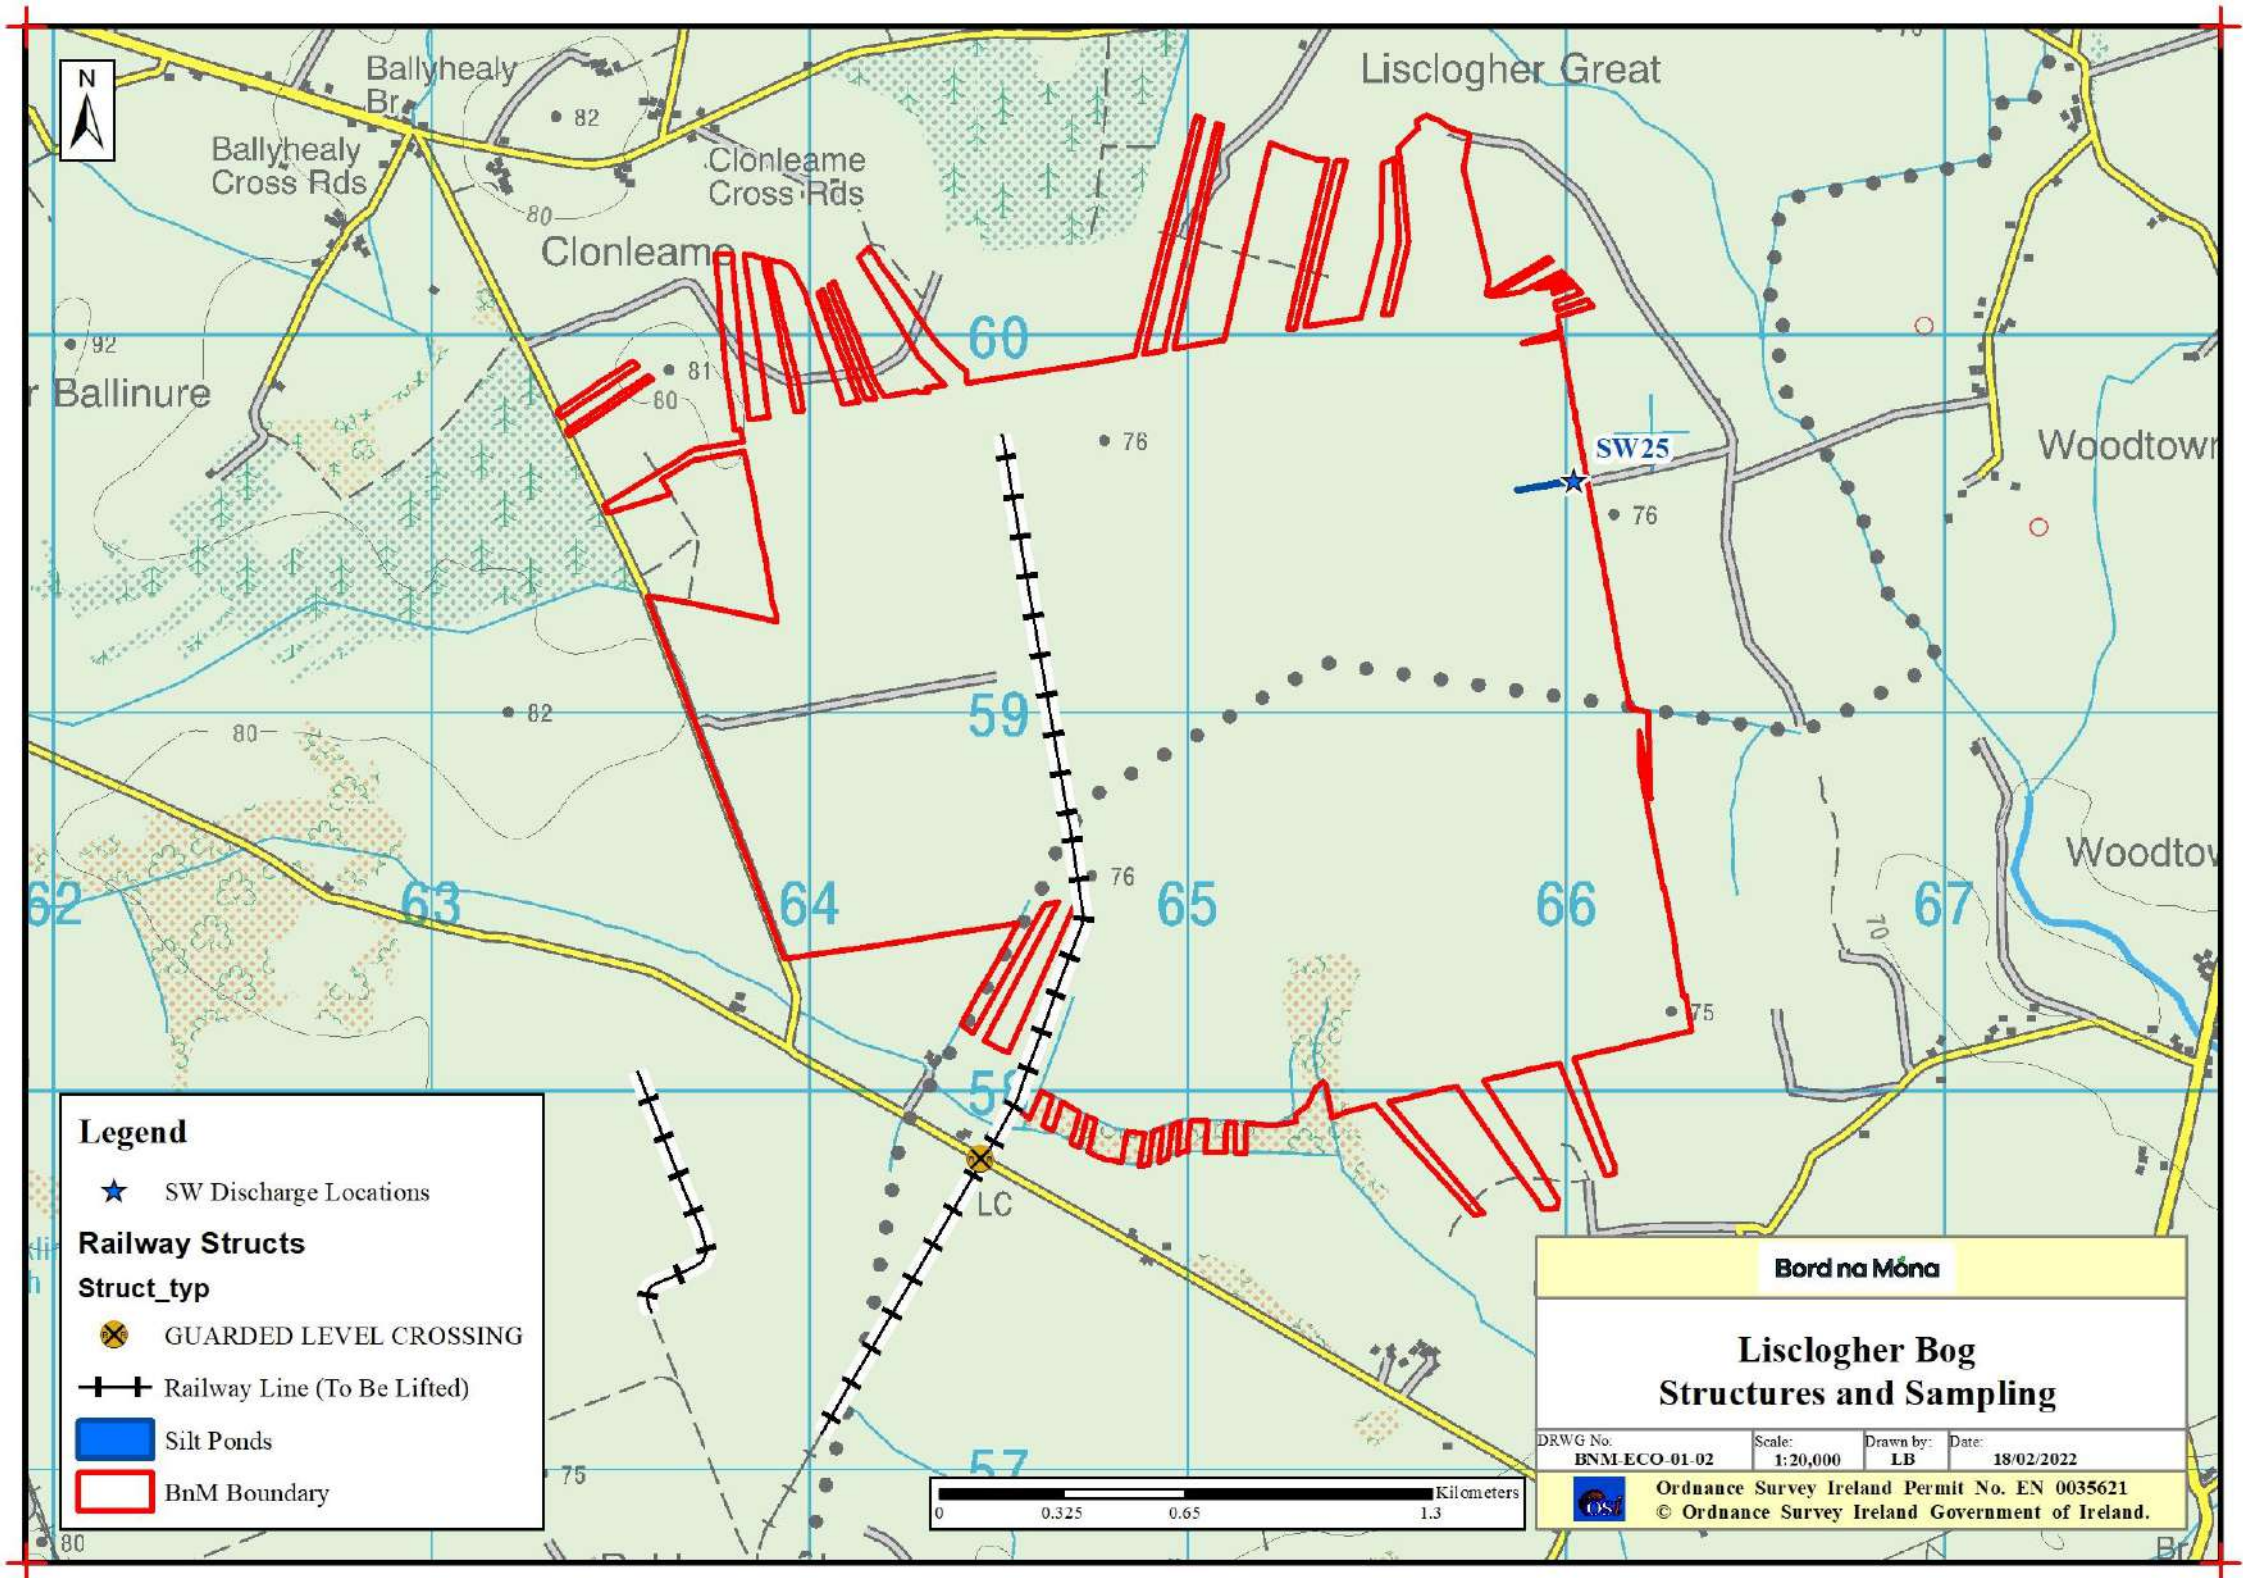 N
Ballyhealy
Br
82
Lisclogher Great
Ballyhealy
Cross Rds
Clonleame
Cross Rds
80
Clonleame
60
92
81
80
r Ballinure
76
SW25
Woodtown
76
59
82
80
76
Woodtow
62
63
64
65
66
67
70
75
58
LC
57
75
80
Br
Legend
SW Discharge Locations
Railway Structs
Struct_typ
GUARDED LEVEL CROSSING
Railway Line (To Be Lifted)
Silt Ponds
BnM Boundary
Kilometers
0 0.325 0.65 1.3
Bord na Móna
Lisclogher Bog
Structures and Sampling
DRWG No: Scale: Drawn by: Date:
BNM-ECO-01-02 1:20,000 LB 18/02/2022
osi
Ordnance Survey Ireland Permit No. EN 0035621
© Ordnance Survey Ireland Government of Ireland.